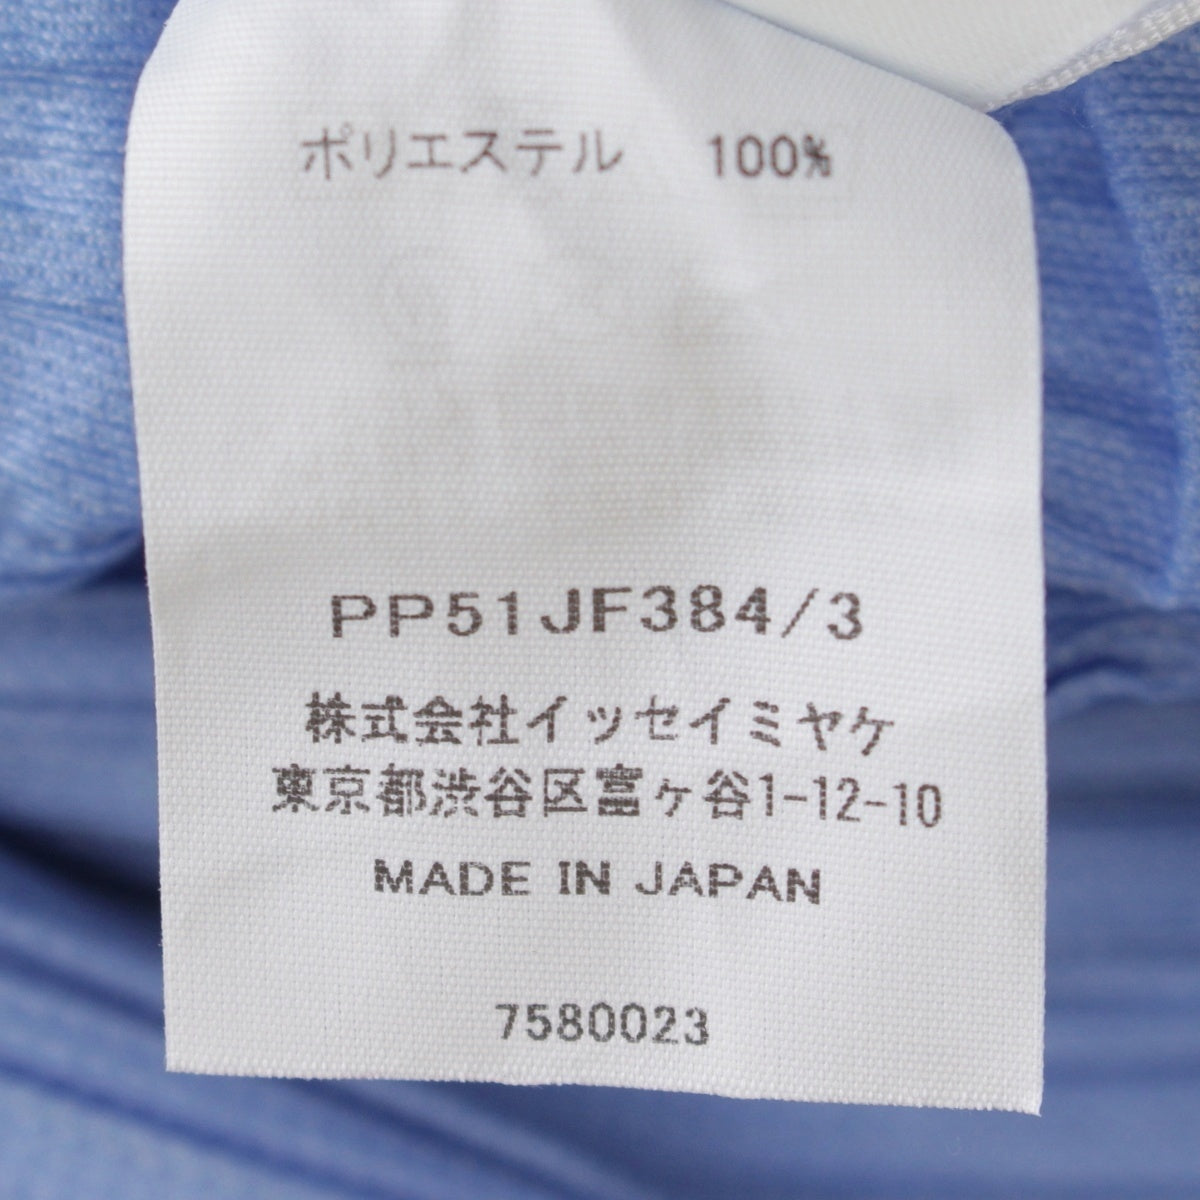 ポリエステル 100%
PP51JF384/3
株式会社イッセイミヤケ
東京都渋谷区富ヶ谷1-12-10
MADE IN JAPAN
7580023